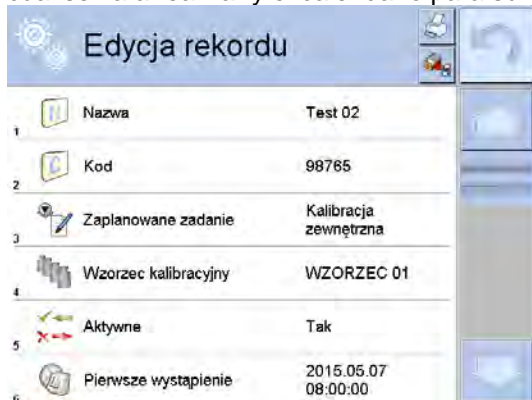 Edycja rekordu
1 Nazwa Test 02
2 Kod 98765
3 Zaplanowane zadanie Kalibracja
zewnętrzna
4 Wzorzec kalibracyjny WZORZEC 01
5 Aktywne Tak
6 Pierwsze wystąpienie 2015.05.07
08:00:00